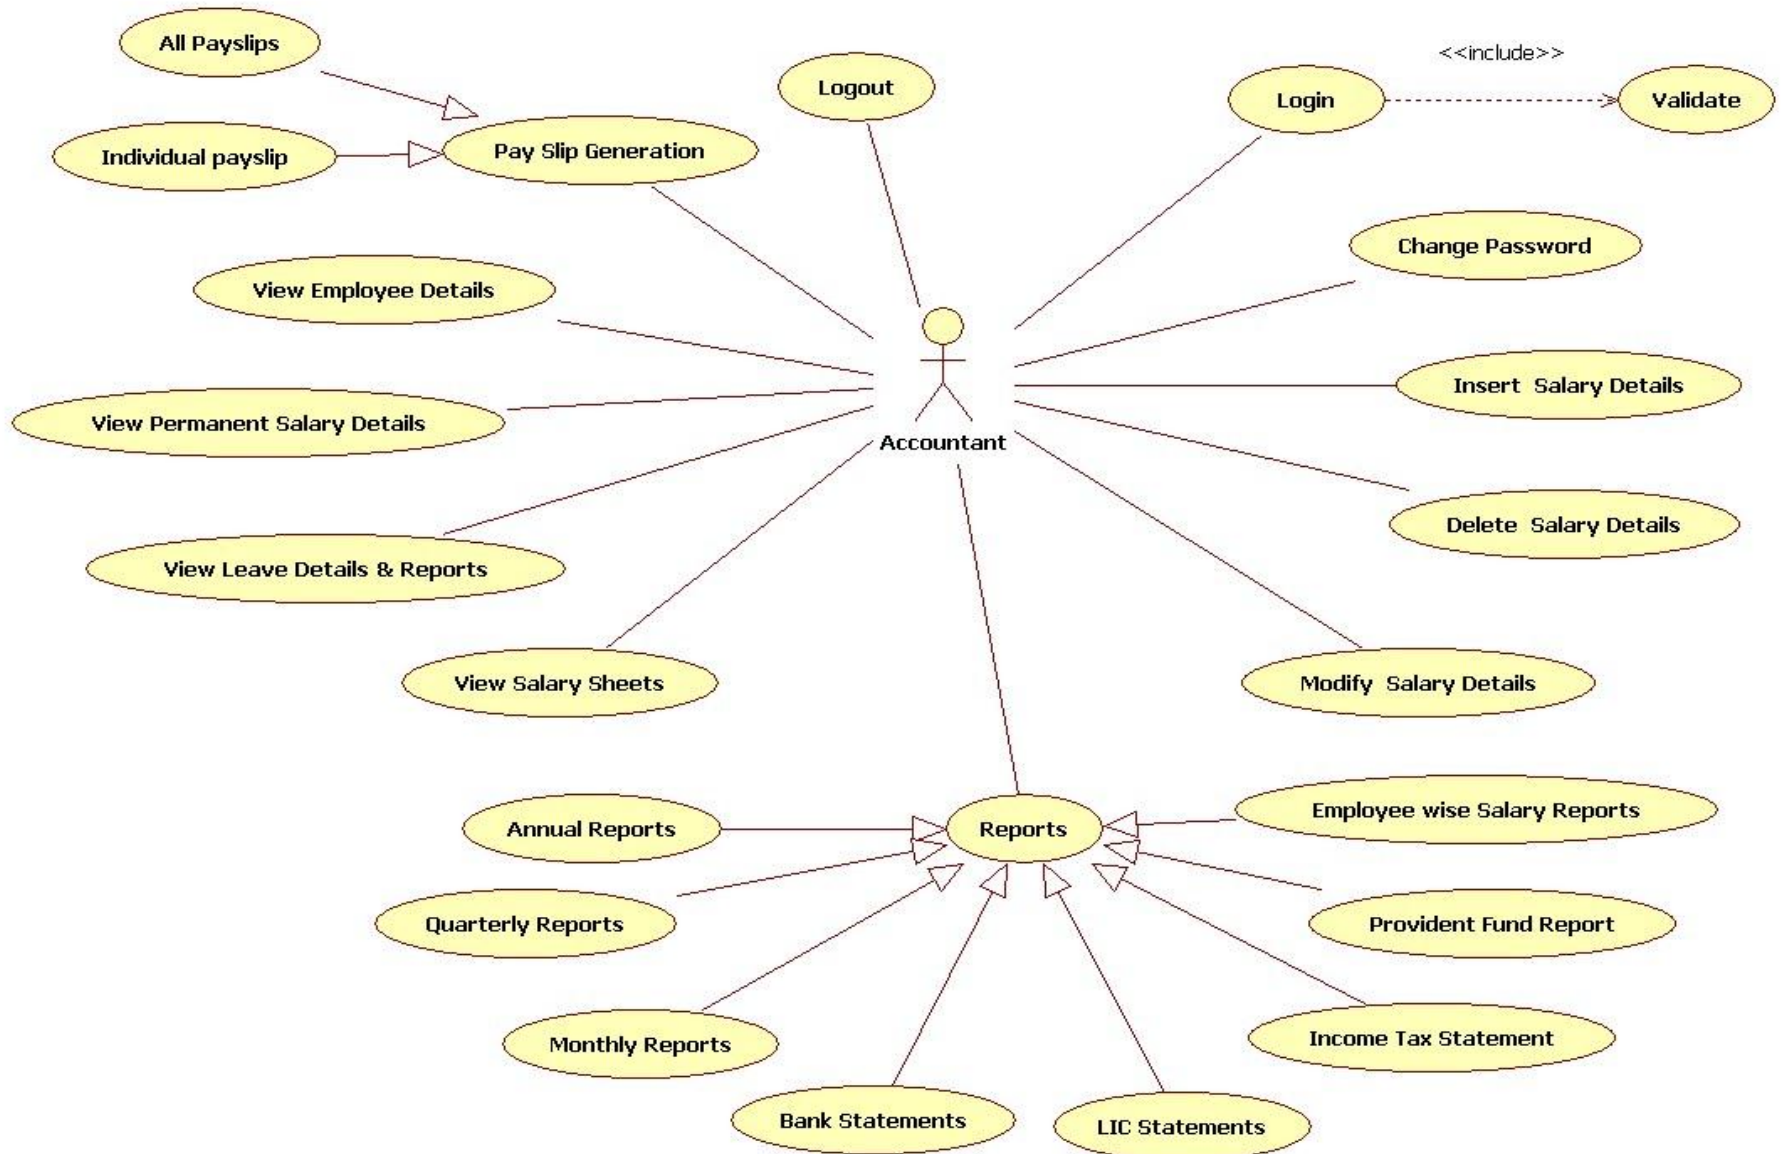 All Payslips
<<include>>
Logout
Login
Validate
Individual payslip
Pay Slip Generation
Change Password
View Employee Details
Insert Salary Details
View Permanent Salary Details
Accountant
Delete Salary Details
View Leave Details & Reports
View Salary Sheets
Modify Salary Details
Annual Reports
Reports
Employee wise Salary Reports
Quarterly Reports
Provident Fund Report
Monthly Reports
Income Tax Statement
Bank Statements
LIC Statements